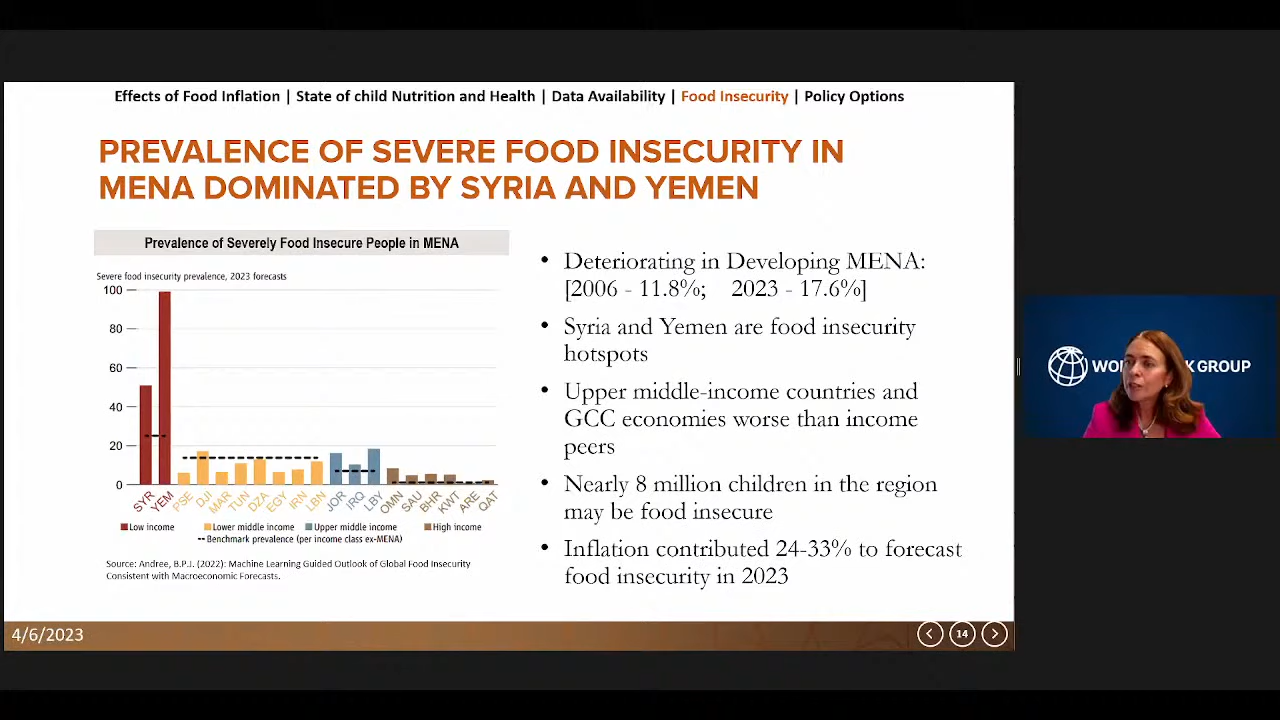 Effects of Food Inflation | State of child Nutrition and Health | Data Availability | Food Insecurity | Policy Options
PREVALENCE OF SEVERE FOOD INSECURITY IN
MENA DOMINATED BY SYRIA AND YEMEN
Prevalence of Severely Food Insecure People in MENA
Severe food insecurity prevalence, 2023 forecasts
100
80
60
40
20
0
SYR YEM PSE DJI MAR TUN DZA EGY IRN LBN JOR IRQ LBY OMN SAU BHR KWT ARE QAT
Low income Lower middle income Upper middle income High income
Benchmark prevalence (per income class ex-MENA)
Source: Andree, B.P.J. (2022): Machine Learning Guided Outlook of Global Food Insecurity
Consistent with Macroeconomic Forecasts.
• Deteriorating in Developing MENA:
[2006 - 11.8%; 2023 - 17.6%]
• Syria and Yemen are food insecurity
hotspots
• Upper middle-income countries and
GCC economies worse than income
peers
• Nearly 8 million children in the region
may be food insecure
• Inflation contributed 24-33% to forecast
food insecurity in 2023
4/6/2023
14
GROUP